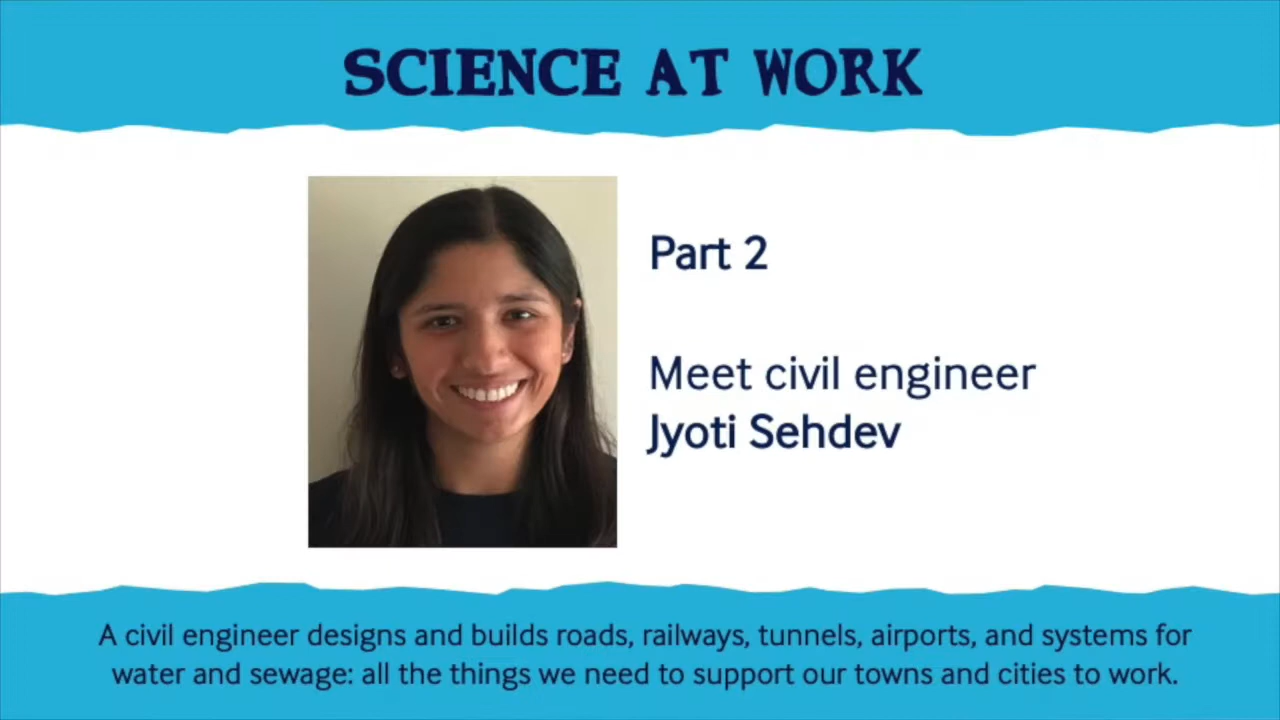 SCIENCE AT WORK
Part 2
Meet civil engineer
Jyoti Sehdev
A civil engineer designs and builds roads, railways, tunnels, airports, and systems for
water and sewage: all the things we need to support our towns and cities to work.